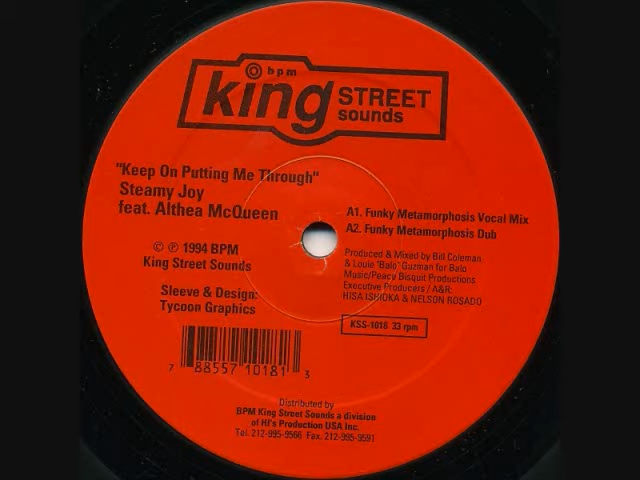 bpm
king STREET
sounds
"Keep On Putting Me Through"
Steamy Joy
feat. Althea McQueen
© ℗ 1994 BPM
King Street Sounds
Sleeve & Design:
Tycoon Graphics
A1. Funky Metamorphosis Vocal Mix
A2. Funky Metamorphosis Dub
Produced & Mixed by Bill Coleman
& Louie "Balo" Guzman for Balo
Music/Peace Bisquit Productions
Executive Producers / A&R:
HISA ISHIOKA & NELSON ROSADO
KSS-1018 33 rpm
7 88557 10181 3
Distributed by
BPM King Street Sounds a division
of HI's Production USA Inc.
Tel. 212-995-9566 Fax. 212-995-9591